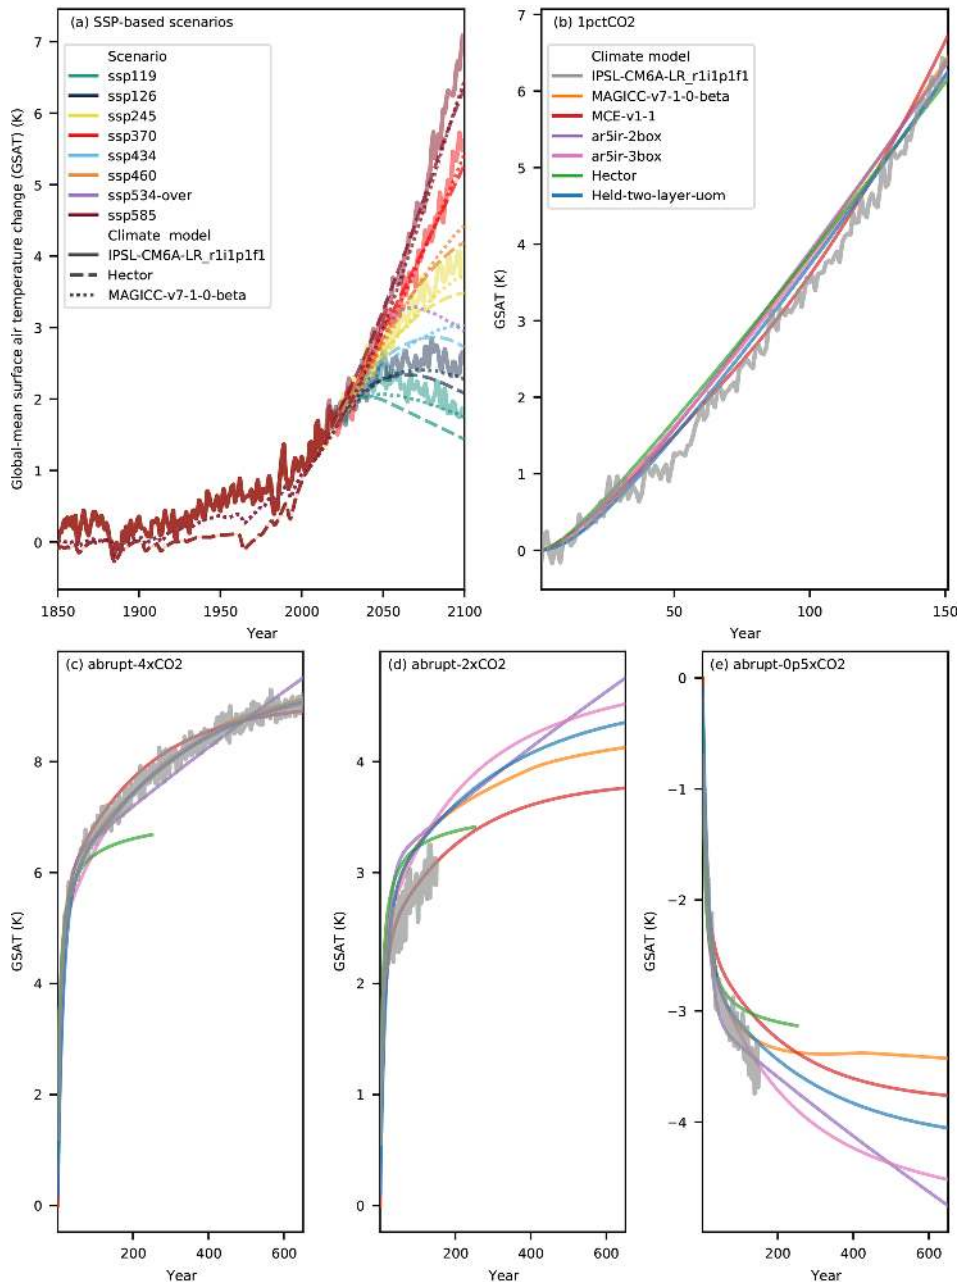 (a) SSP-based scenarios
Scenario
ssp119
ssp126
ssp245
ssp370
ssp434
ssp460
ssp534-over
ssp585
Climate model
IPSL-CM6A-LR_r1i1p1f1
Hector
MAGICC-v7-1-0-beta
Global-mean surface air temperature change (GSAT) (K)
7
6
5
4
3
2
1
0
1850
1900
1950
2000
2050
2100
Year
(b) 1pctCO2
Climate model
IPSL-CM6A-LR_r1i1p1f1
MAGICC-v7-1-0-beta
MCE-v1-1
ar5ir-2box
ar5ir-3box
Hector
Held-two-layer-uom
GSAT (K)
7
6
5
4
3
2
1
0
50
100
150
Year
(c) abrupt-4xCO2
GSAT (K)
8
6
4
2
0
200
400
600
Year
(d) abrupt-2xCO2
GSAT (K)
4
3
2
1
0
200
400
600
Year
(e) abrupt-0p5xCO2
GSAT (K)
0
−1
−2
−3
−4
200
400
600
Year